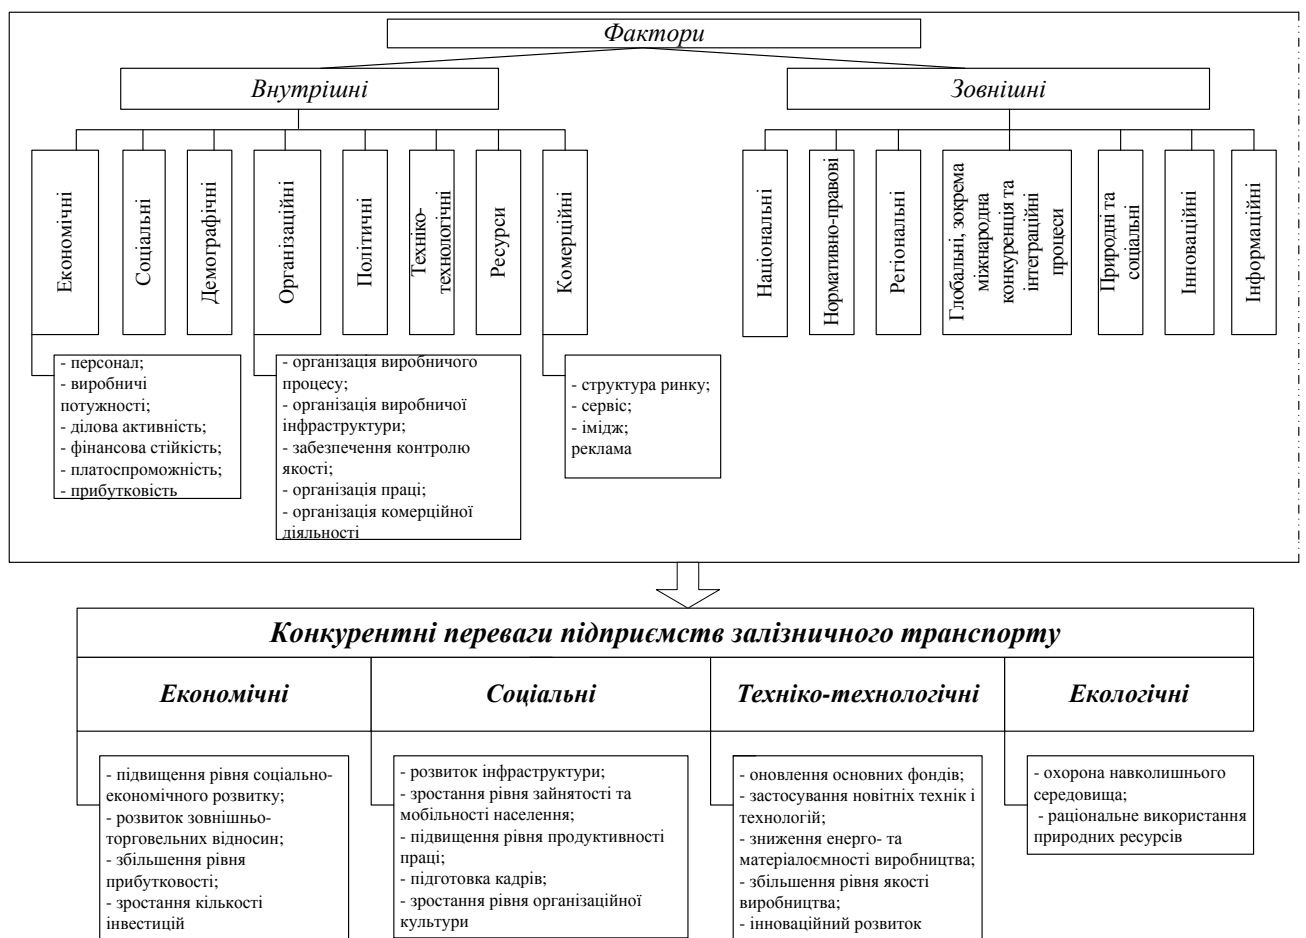 Фактори
Внутрішні
Зовнішні
Економічні
Соціальні
Демографічні
Організаційні
Політичні
Техніко-
технологічні
Ресурси
Комерційні
Національні
Нормативно-правові
Регіональні
Глобальні, зокрема
міжнародна
конкуренція та
інтеграційні
процеси
Природні та
соціальні
Інноваційні
Інформаційні
- персонал;
- виробничі
потужності;
- ділова активність;
- фінансова стійкість;
- платоспроможність;
- прибутковість
- організація виробничого
процесу;
- організація виробничої
інфраструктури;
- забезпечення контролю
якості;
- організація праці;
- організація комерційної
діяльності
- структура ринку;
- сервіс;
- імідж;
реклама
Конкурентні переваги підприємств залізничного транспорту
Економічні
Соціальні
Техніко-технологічні
Екологічні
- підвищення рівня соціально-
економічного розвитку;
- розвиток зовнішньо-
торговельних відносин;
- збільшення рівня
прибутковості;
- зростання кількості
інвестицій
- розвиток інфраструктури;
- зростання рівня зайнятості та
мобільності населення;
- підвищення рівня продуктивності
праці;
- підготовка кадрів;
- зростання рівня організаційної
культури
- оновлення основних фондів;
- застосування новітніх технік і
технологій;
- зниження енерго- та
матеріалоємності виробництва;
- збільшення рівня якості
виробництва;
- інноваційний розвиток
- охорона навколишнього
середовища;
- раціональне використання
природних ресурсів